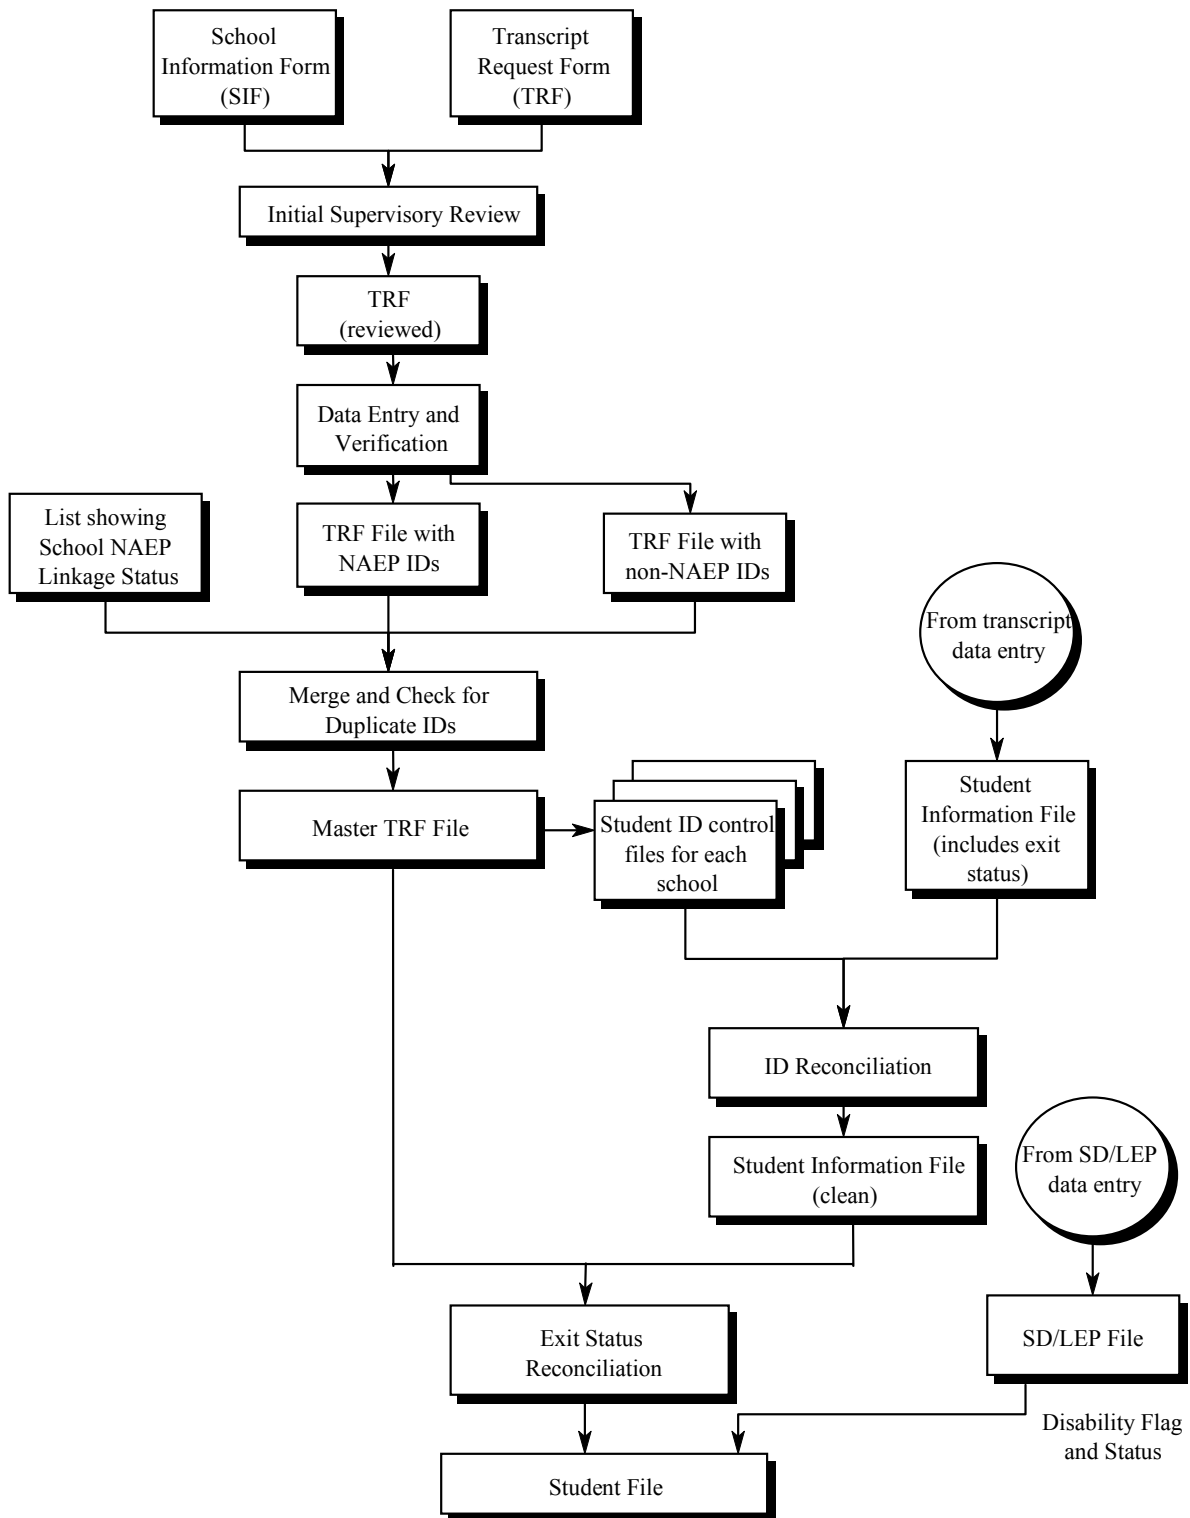 School
Information Form
(SIF)
Transcript
Request Form
(TRF)
Initial Supervisory Review
TRF
(reviewed)
Data Entry and
Verification
List showing
School NAEP
Linkage Status
TRF File with
NAEP IDs
TRF File with
non-NAEP IDs
From transcript
data entry
Merge and Check for
Duplicate IDs
Master TRF File
Student ID control
files for each
school
Student
Information File
(includes exit
status)
ID Reconciliation
Student Information File
(clean)
From SD/LEP
data entry
Exit Status
Reconciliation
SD/LEP File
Disability Flag
and Status
Student File